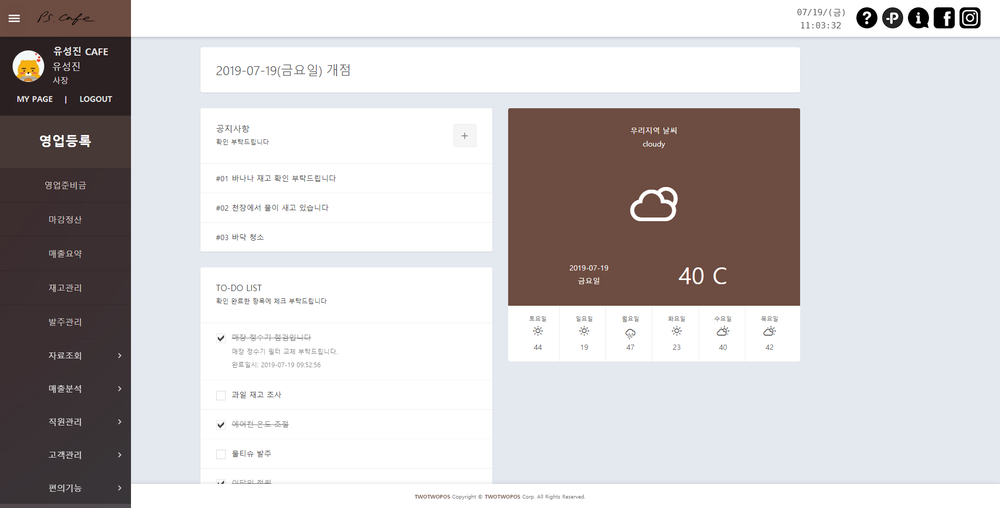 P.S. Cafe
07/19/(금)
11:03:32
유성진 CAFE
유성진
사장
MY PAGE | LOGOUT
영업등록
영업준비금
마감정산
매출요약
재고관리
발주관리
자료조회
매출분석
직원관리
고객관리
편의기능
2019-07-19(금요일) 개점
공지사항
확인 부탁드립니다
+
#01 바나나 재고 확인 부탁드립니다
#02 천장에서 물이 새고 있습니다
#03 바닥 청소
TO-DO LIST
확인 완료한 항목에 체크 부탁드립니다
매장 정수기 점검입니다
매장 정수기 필터 교체 부탁드립니다.
완료일시: 2019-07-19 09:52:56
과일 재고 조사
에어컨 온도 조절
물티슈 발주
우리지역 날씨
cloudy
2019-07-19
금요일
40 C
토요일 일요일 월요일 화요일 수요일 목요일
44 19 47 23 40 42
TWOTWOPOS Copyright © TWOTWOPOS Corp. All Rights Reserved.